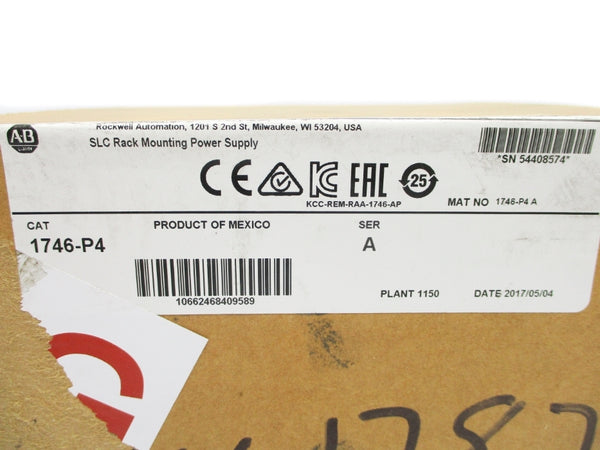 AB
Rockwell Automation, 1201 S 2nd St, Milwaukee, WI 53204, USA
SLC Rack Mounting Power Supply
*SN 54408574*
CE KC EAC 25
KCC-REM-RAA-1746-AP
MAT NO 1746-P4 A
CAT PRODUCT OF MEXICO SER
1746-P4 A
10662468409589
PLANT 1150 DATE 2017/05/04
1787